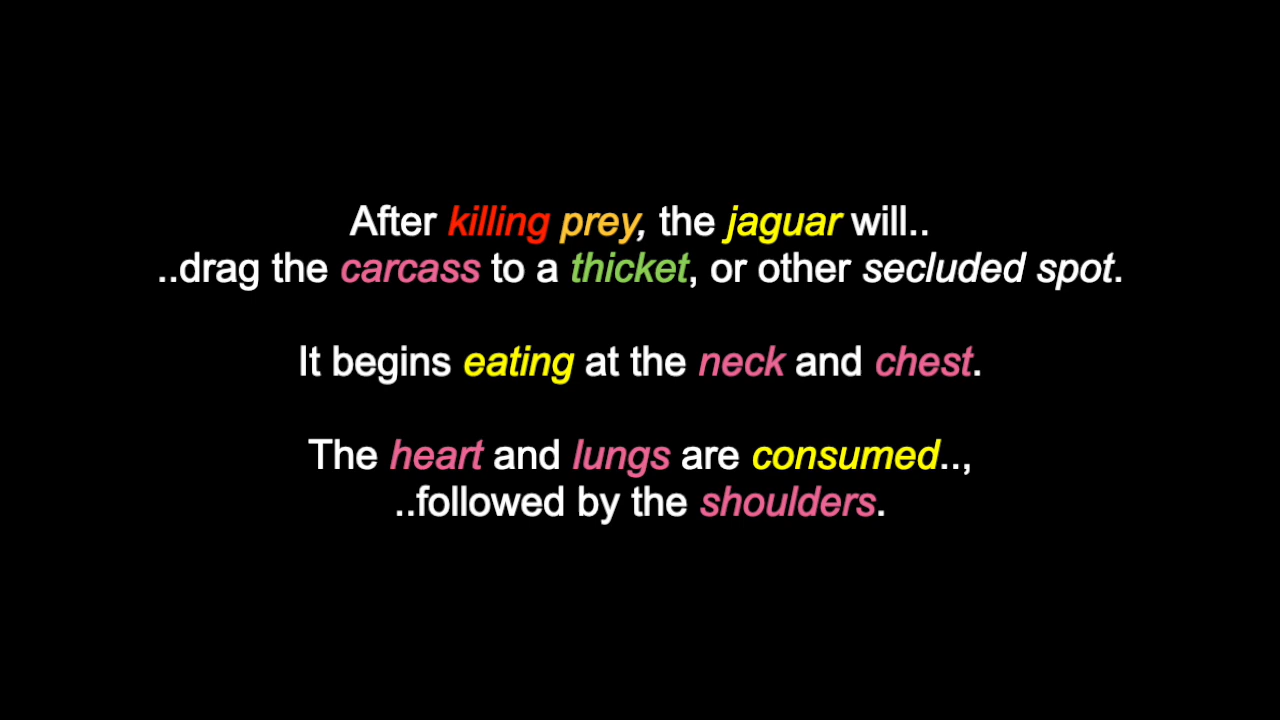 After killing prey, the jaguar will..
..drag the carcass to a thicket, or other secluded spot.
It begins eating at the neck and chest.
The heart and lungs are consumed..,
..followed by the shoulders.